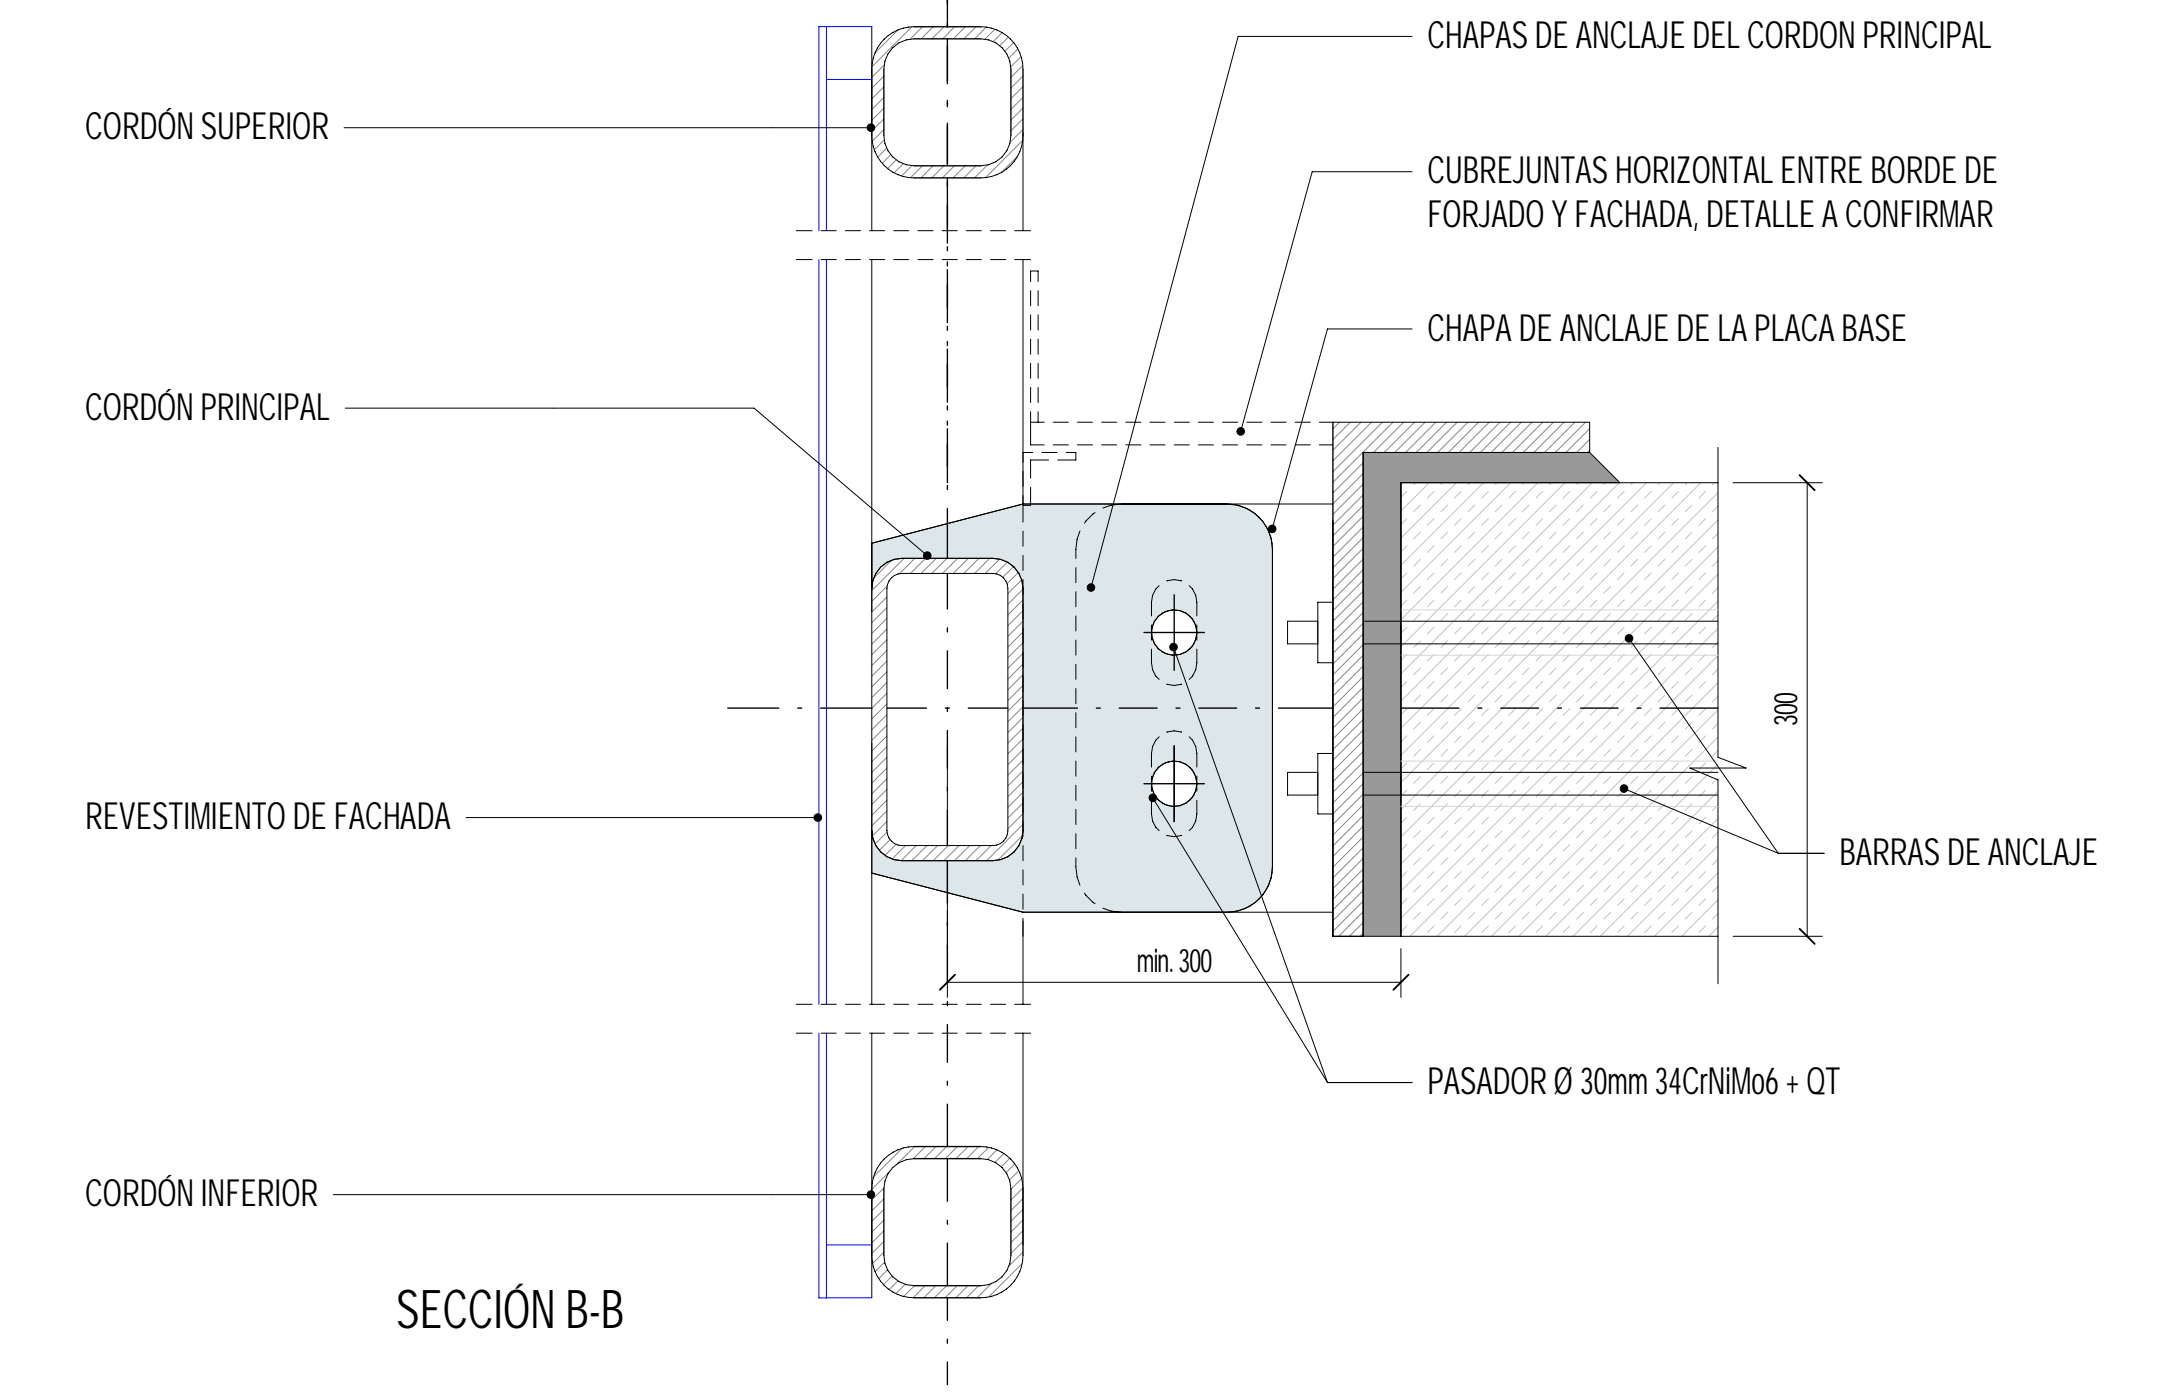 CHAPAS DE ANCLAJE DEL CORDON PRINCIPAL
CORDÓN SUPERIOR
CUBREJUNTAS HORIZONTAL ENTRE BORDE DE
FORJADO Y FACHADA, DETALLE A CONFIRMAR
CHAPA DE ANCLAJE DE LA PLACA BASE
CORDÓN PRINCIPAL
300
REVESTIMIENTO DE FACHADA
BARRAS DE ANCLAJE
min. 300
PASADOR Ø 30mm 34CrNiMo6 + QT
CORDÓN INFERIOR
SECCIÓN B-B